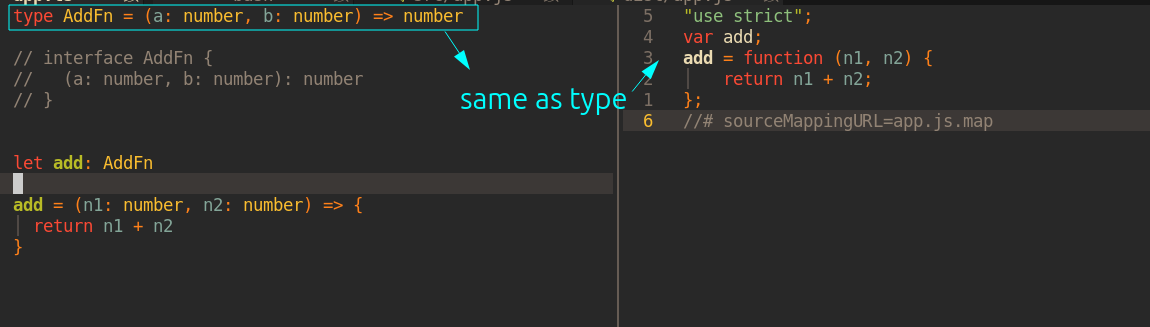 type AddFn = (a: number, b: number) => number
// interface AddFn {
//   (a: number, b: number): number
// }
let add: AddFn
add = (n1: number, n2: number) => {
  return n1 + n2
}
same as type
5 "use strict";
4 var add;
3 add = function (n1, n2) {
2     return n1 + n2;
1 };
6 //# sourceMappingURL=app.js.map